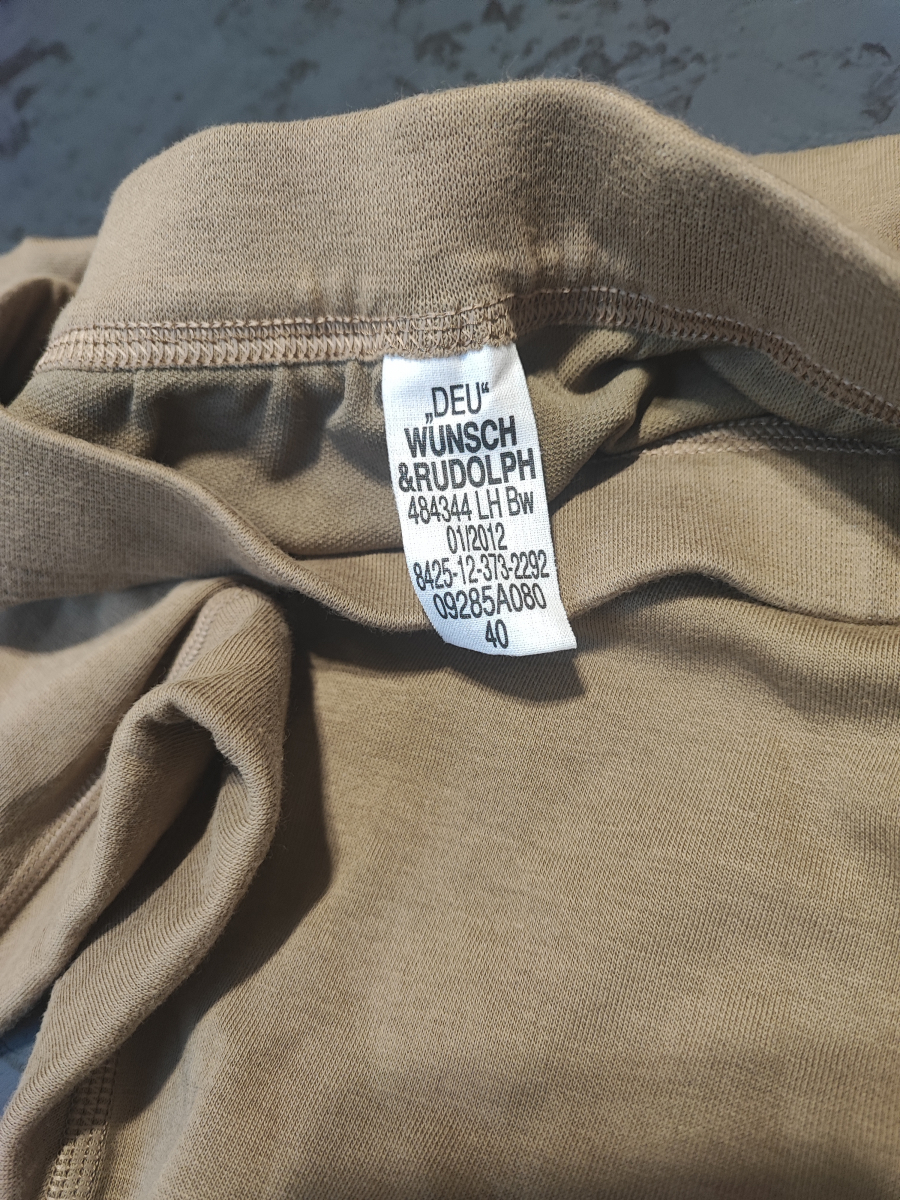 „DEU“
WÜNSCH
&RUDOLPH
484344 LH Bw
01/2012
8425-12-373-2292
09285A080
40